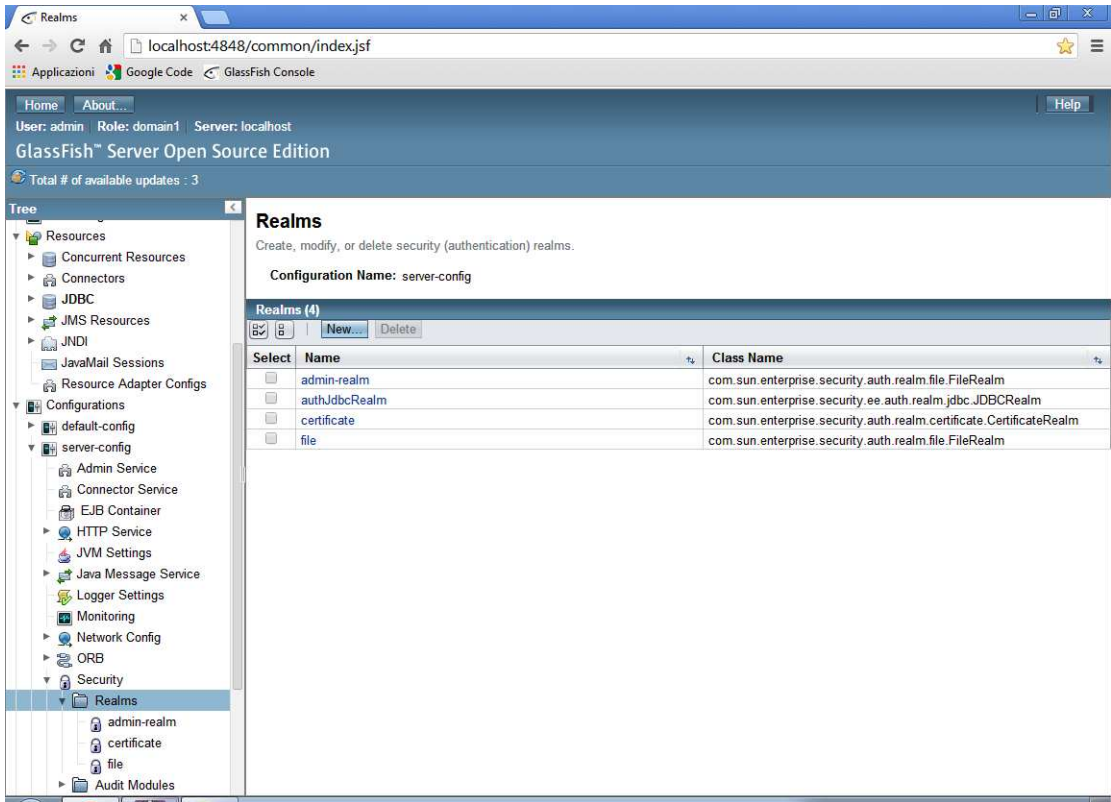 Realms
localhost:4848/common/index.jsf
Applicazioni Google Code GlassFish Console
Home About... Help
User: admin Role: domain1 Server: localhost
GlassFish™ Server Open Source Edition
Total # of available updates : 3
Tree
Resources
Concurrent Resources
Connectors
JDBC
JMS Resources
JNDI
JavaMail Sessions
Resource Adapter Configs
Configurations
default-config
server-config
Admin Service
Connector Service
EJB Container
HTTP Service
JVM Settings
Java Message Service
Logger Settings
Monitoring
Network Config
ORB
Security
Realms
admin-realm
certificate
file
Audit Modules
Realms
Create, modify, or delete security (authentication) realms.
Configuration Name: server-config
Realms (4)
New... Delete
Select Name Class Name
admin-realm com.sun.enterprise.security.auth.realm.file.FileRealm
authJdbcRealm com.sun.enterprise.security.ee.auth.realm.jdbc.JDBCRealm
certificate com.sun.enterprise.security.auth.realm.certificate.CertificateRealm
file com.sun.enterprise.security.auth.realm.file.FileRealm